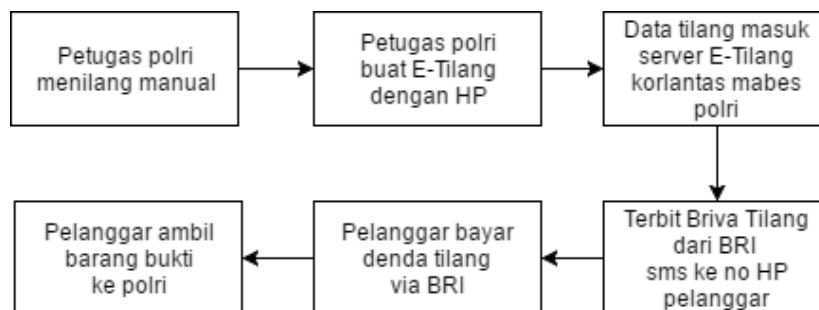 Petugas polri
menilang manual
Petugas polri
buat E-Tilang
dengan HP
Data tilang masuk
server E-Tilang
korlantas mabes
polri
Terbit Briva Tilang
dari BRI
sms ke no HP
pelanggar
Pelanggar bayar
denda tilang
via BRI
Pelanggar ambil
barang bukti
ke polri